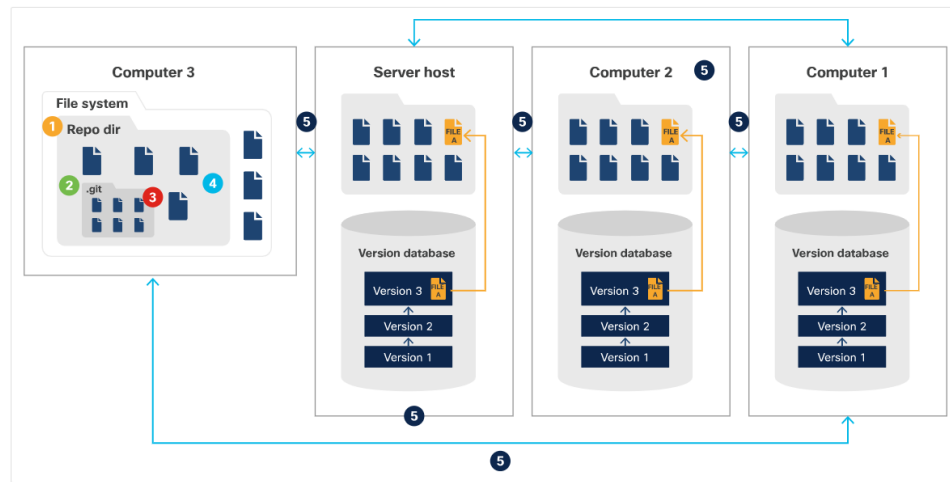 Computer 3
File system
1
Repo dir
2
.git
3
4
5
Server host
FILE
A
Version database
Version 3
FILE
A
Version 2
Version 1
5
5
Computer 2
5
FILE
A
Version database
Version 3
FILE
A
Version 2
Version 1
5
Computer 1
FILE
A
Version database
Version 3
FILE
A
Version 2
Version 1
5